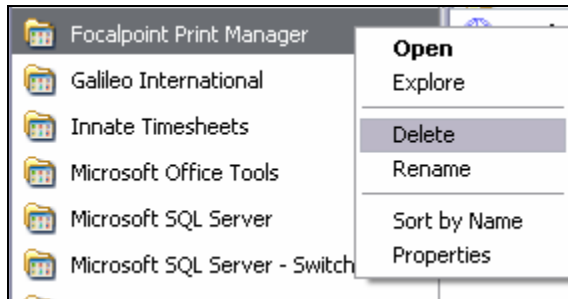 Focalpoint Print Manager
Galileo International
Innate Timesheets
Microsoft Office Tools
Microsoft SQL Server
Microsoft SQL Server - Switch
Open
Explore
Delete
Rename
Sort by Name
Properties